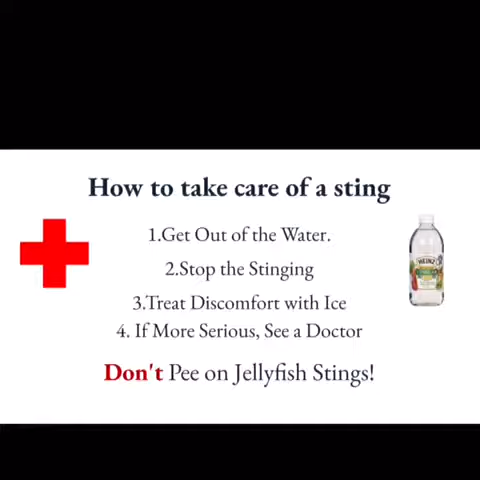 How to take care of a sting
1.Get Out of the Water.
2.Stop the Stinging
3.Treat Discomfort with Ice
4. If More Serious, See a Doctor
Don't Pee on Jellyfish Stings!
HEINZ